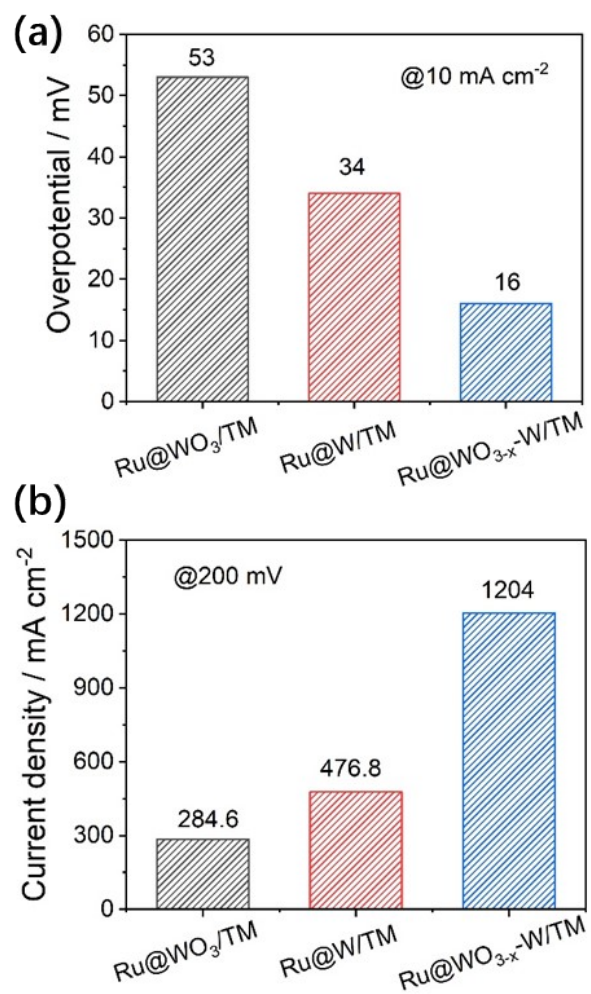 (a)
Overpotential / mV
60
50
40
30
20
10
0
@10 mA cm⁻²
53
34
16
Ru@WO₃/TM
Ru@W/TM
Ru@WO₃₋ₓ-W/TM
(b)
Current density / mA cm⁻²
1500
1200
900
600
300
0
@200 mV
284.6
476.8
1204
Ru@WO₃/TM
Ru@W/TM
Ru@WO₃₋ₓ-W/TM